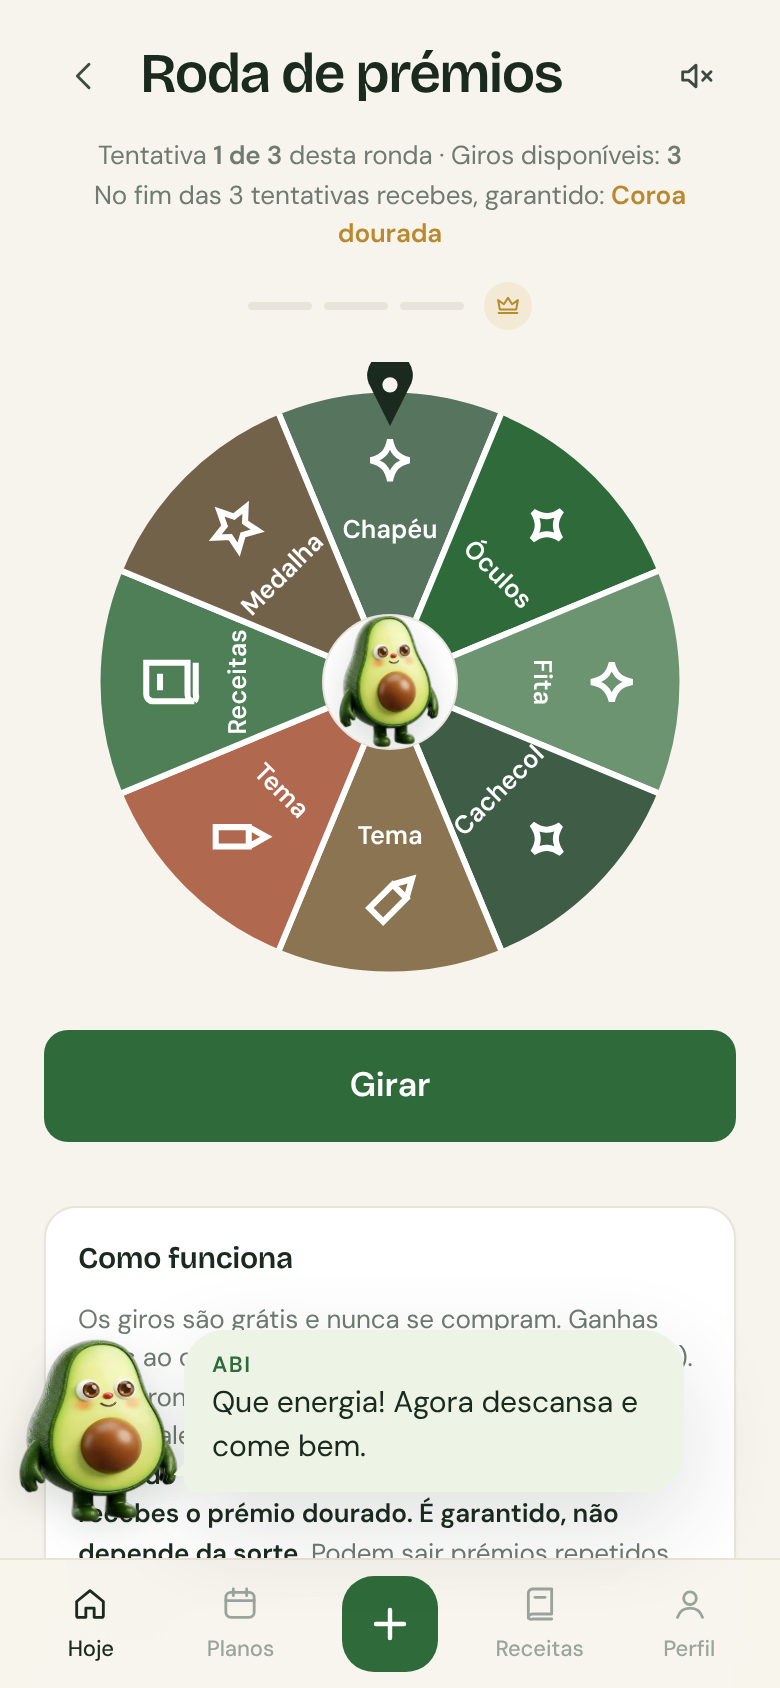 Roda de prémios
Tentativa 1 de 3 desta ronda · Giros disponíveis: 3
No fim das 3 tentativas recebes, garantido: Coroa
dourada
Chapéu
Óculos
Medalha
Receitas
Fita
Cachecol
Tema
Tema
Girar
Como funciona
Os giros são grátis e nunca se compram. Ganhas
ao
).
ABI
Que energia! Agora descansa e
come bem.
recebes o prémio dourado. É garantido, não
depende da sorte. Podem sair prémios repetidos
Hoje
Planos
Receitas
Perfil